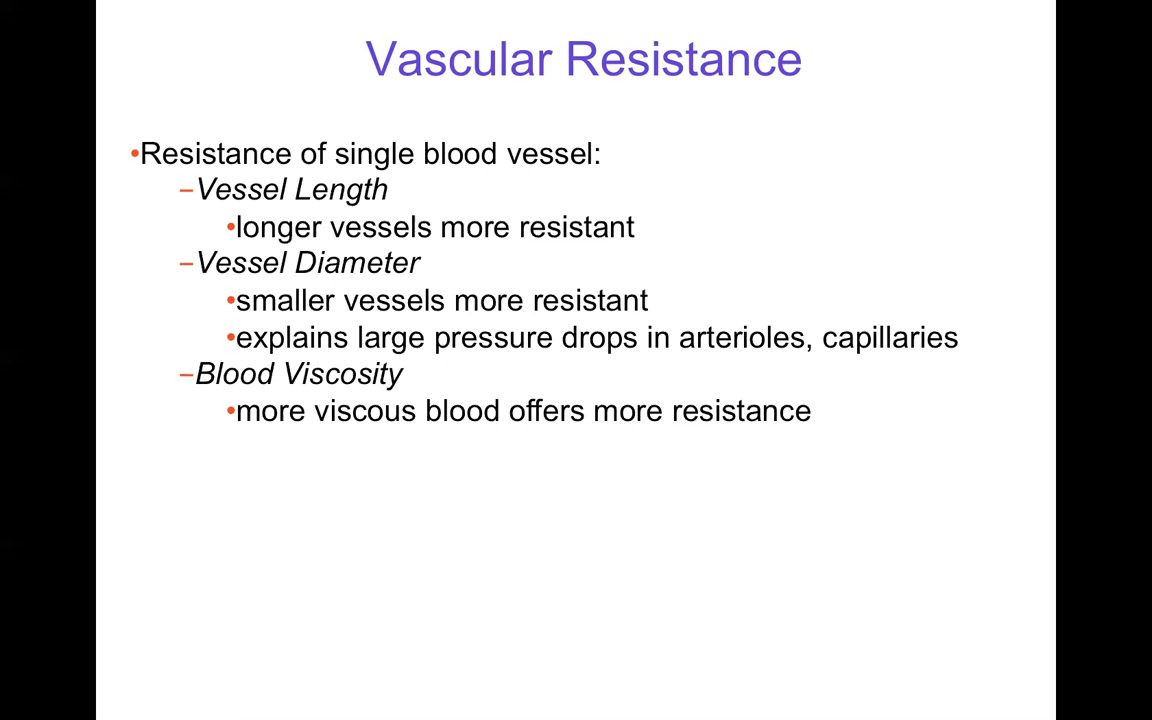 Vascular Resistance
•Resistance of single blood vessel:
–Vessel Length
•longer vessels more resistant
–Vessel Diameter
•smaller vessels more resistant
•explains large pressure drops in arterioles, capillaries
–Blood Viscosity
•more viscous blood offers more resistance